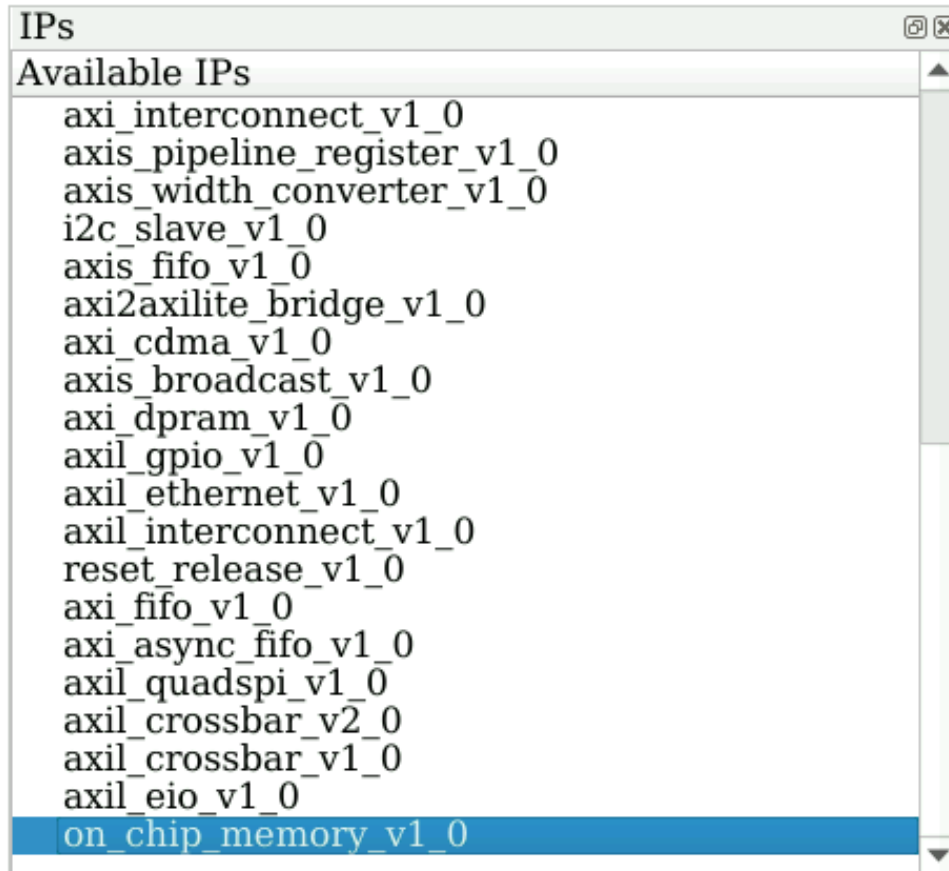 IPs
Available IPs
axi_interconnect_v1_0
axis_pipeline_register_v1_0
axis_width_converter_v1_0
i2c_slave_v1_0
axis_fifo_v1_0
axi2axilite_bridge_v1_0
axi_cdma_v1_0
axis_broadcast_v1_0
axi_dpram_v1_0
axil_gpio_v1_0
axil_ethernet_v1_0
axil_interconnect_v1_0
reset_release_v1_0
axi_fifo_v1_0
axi_async_fifo_v1_0
axil_quadspi_v1_0
axil_crossbar_v2_0
axil_crossbar_v1_0
axil_eio_v1_0
on_chip_memory_v1_0